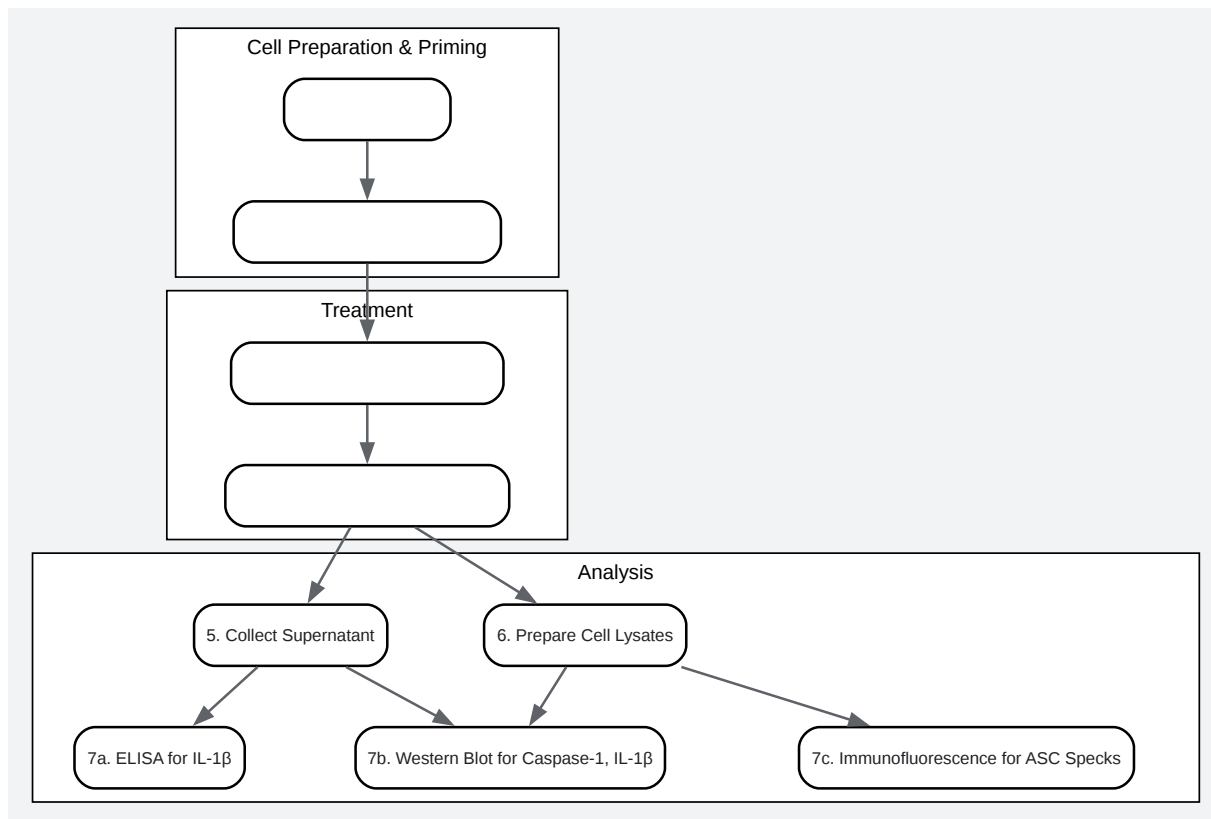 Cell Preparation & Priming
Treatment
Analysis
5. Collect Supernatant
6. Prepare Cell Lysates
7a. ELISA for IL-1β
7b. Western Blot for Caspase-1, IL-1β
7c. Immunofluorescence for ASC Specks